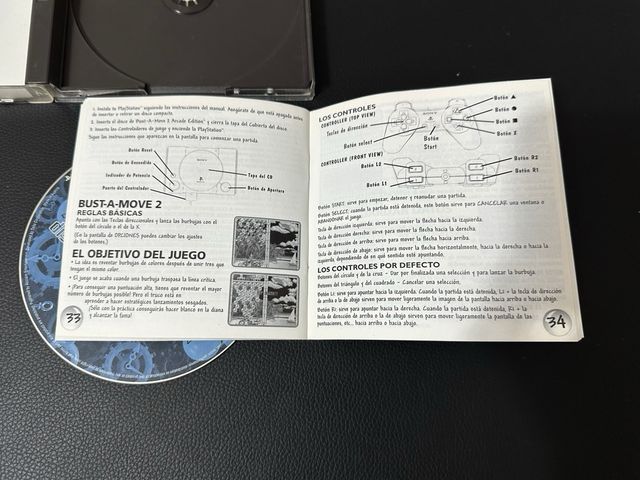 1. Instala tu PlayStation™ siguiendo las instrucciones del manual. Asegúrate de que está apagada antes
de insertar o retirar un disco compacto.
2. Inserta el disco de Bust-A-Move 2 Arcade Edition™ y cierra la tapa del Cubierta del disco.
3. Inserta los Controladores de juego y enciende la PlayStation™
Sigue las instrucciones que aparezcan en la pantalla para comenzar una partida.
Botón Reset
Botón de Encendido
Indicador de Potencia
Puerto del Controlador
SONY
Tapa del CD
Botón de Apertura
BUST-A-MOVE 2
REGLAS BÁSICAS
Apunta con las Teclas direccionales y lanza las burbujas con el
botón del círculo o el de la X.
(En la pantalla de OPCIONES puedes cambiar los ajustes
de los botones.)
EL OBJETIVO DEL JUEGO
• La idea es reventar burbujas de colores después de unir tres que
tengan el mismo color.
• El juego se acaba cuando una burbuja traspasa la línea crítica.
• ¡Para conseguir una puntuación alta, tienes que reventar el mayor
número de burbujas posible! Pero el truco está en
aprender a hacer estratégicos lanzamientos sesgados.
¡Sólo con la práctica conseguirás hacer blanco en la diana
y alcanzar la fama!
33
LOS CONTROLES
CONTROLLER (TOP VIEW)
Teclas de dirección
Botón select
SONY
Botón
Start
Botón ▲
Botón ●
Botón ■
Botón X
CONTROLLER (FRONT VIEW)
Botón L2
Botón L1
Botón R2
Botón R1
Botón START: sirve para empezar, detener y reanudar una partida.
Botón SELECT: cuando la partida está detenida, este botón sirve para CANCELAR una ventana o
ABANDONAR el juego.
Tecla de dirección izquierda: sirve para mover la flecha hacia la izquierda.
Tecla de dirección derecha: sirve para mover la flecha hacia la derecha.
Tecla de dirección de arriba: sirve para mover la flecha hacia arriba.
Tecla de dirección de abajo: sirve para mover la flecha horizontalmente, hacia la derecha o hacia la
izquierda, dependiendo de en qué sentido esté apuntando.
LOS CONTROLES POR DEFECTO
Botones del círculo y de la cruz - Dar por finalizada una selección y para lanzar la burbuja.
Botones del triángulo y del cuadrado - Cancelar una selección.
Botón L1: sirve para apuntar hacia la izquierda. Cuando la partida está detenida, L1 + la tecla de direcci
de arriba o la de abajo sirven para mover ligeramente la imagen de la pantalla hacia arriba o hacia abajo.
Botón R1: sirve para apuntar hacia la derecha. Cuando la partida está detenida, R1 + la
tecla de dirección de arriba o la de abajo sirven para mover ligeramente la pantalla de las
puntuaciones, etc., hacia arriba o hacia abajo.
34